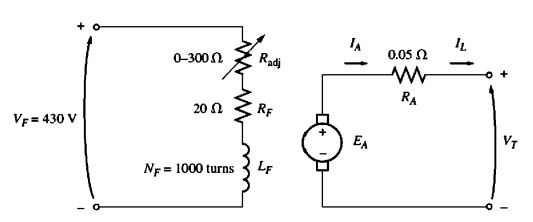 +
V_F = 430 V
−
0–300 Ω R_adj
20 Ω R_F
N_F = 1000 turns L_F
I_A 0.05 Ω I_L
R_A
+
+
−
E_A
V_T
−